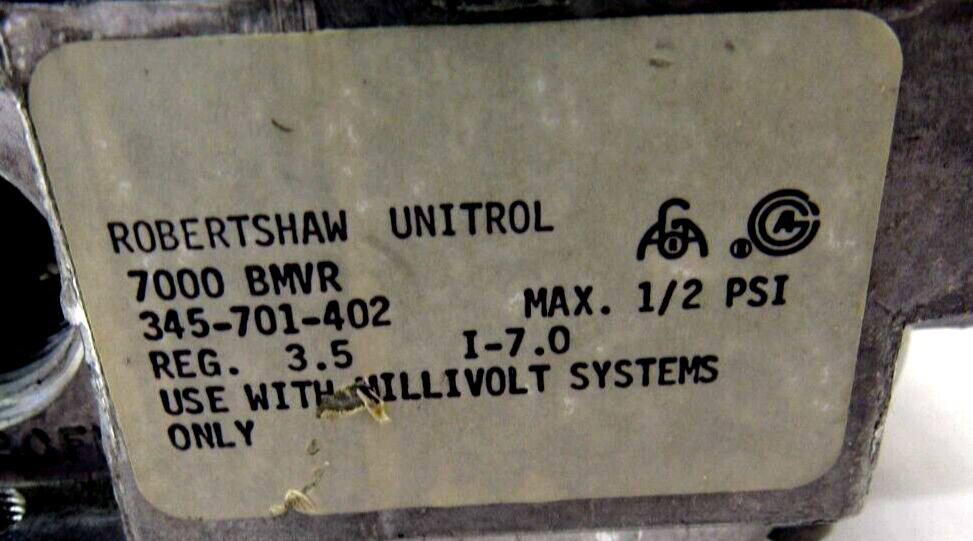 ROBERTSHAW UNITROL
7000 BMVR
345-701-402 MAX. 1/2 PSI
REG. 3.5 I-7.0
USE WITH MILLIVOLT SYSTEMS
ONLY